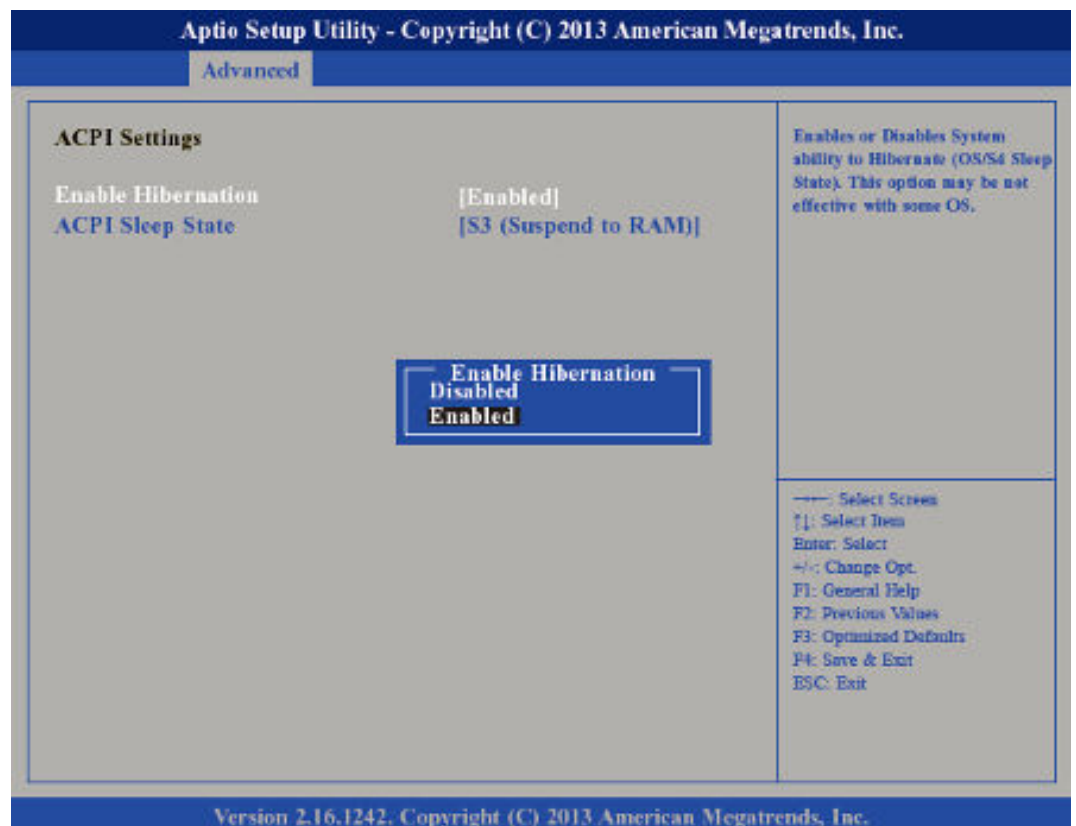 Aptio Setup Utility - Copyright (C) 2013 American Megatrends, Inc.
Advanced
ACPI Settings
Enable Hibernation [Enabled]
ACPI Sleep State [S3 (Suspend to RAM)]
Enables or Disables System
ability to Hibernate (OS/S4 Sleep
State). This option may be not
effective with some OS.
Enable Hibernation
Disabled
Enabled
→←: Select Screen
↑↓: Select Item
Enter: Select
+/-: Change Opt.
F1: General Help
F2: Previous Values
F3: Optimized Defaults
F4: Save & Exit
ESC: Exit
Version 2.16.1242. Copyright (C) 2013 American Megatrends, Inc.